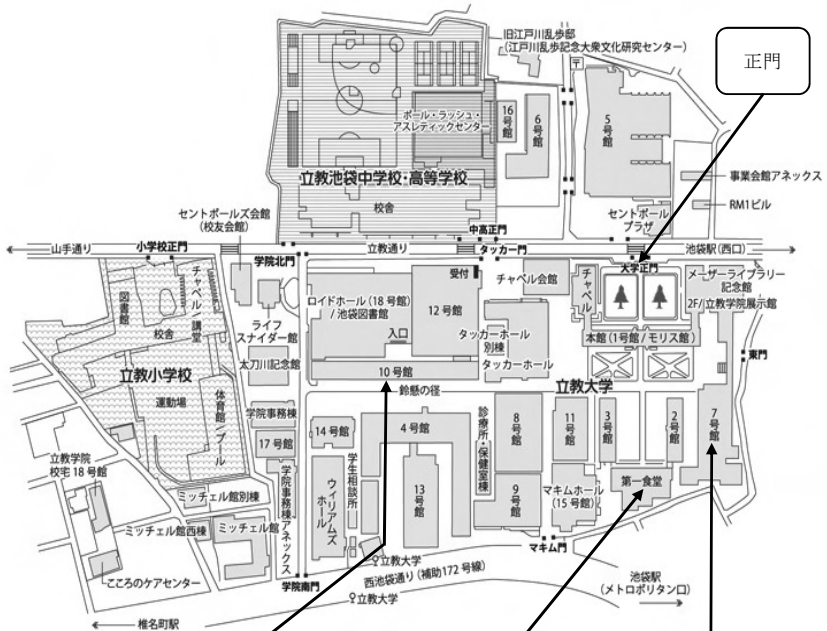 旧江戸川乱歩邸
(江戸川乱歩記念大衆文化研究センター)
正門
ポール・ラッシュ・
アスレティックセンター
16
号
館
6
号
館
5
号
館
立教池袋中学校・高等学校
校舎
事業会館アネックス
RM1ビル
セントポールズ会館
(校友会館)
中高正門
セントポール
プラザ
山手通り
小学校正門
立教通り
タッカー門
池袋駅(西口)
学院北門
大学正門
受付
チャペル会館
チャペル
メーザーライブラリー
記念館
2F/立教学院展示館
図書館
チャペル/講堂
校舎
ロイドホール(18号館)
/池袋図書館
12号館
ライフ
スナイダー館
入口
タッカーホール
別棟
タッカーホール
本館(1号館/モリス館)
太刀川記念館
東門
立教小学校
10号館
立教大学
運動場
鈴懸の径
体育館/プール
学院事務棟
14号館
4号館
診療所・保健室棟
8
号
館
11
号
館
3
号
館
2
号
館
7
号
館
17号館
立教学院
校宅18号館
学生相談所
第一食堂
ミッチェル館別棟
学院事務棟アネックス
ウィリアムズ
ホール
13
号
館
9
号
館
マキムホール
(15号館)
ミッチェル館西棟
ミッチェル館
マキム門
立教大学
こころのケアセンター
学院南門
西池袋通り(補助172号線)
立教大学
池袋駅
(メトロポリタン口)
椎名町駅